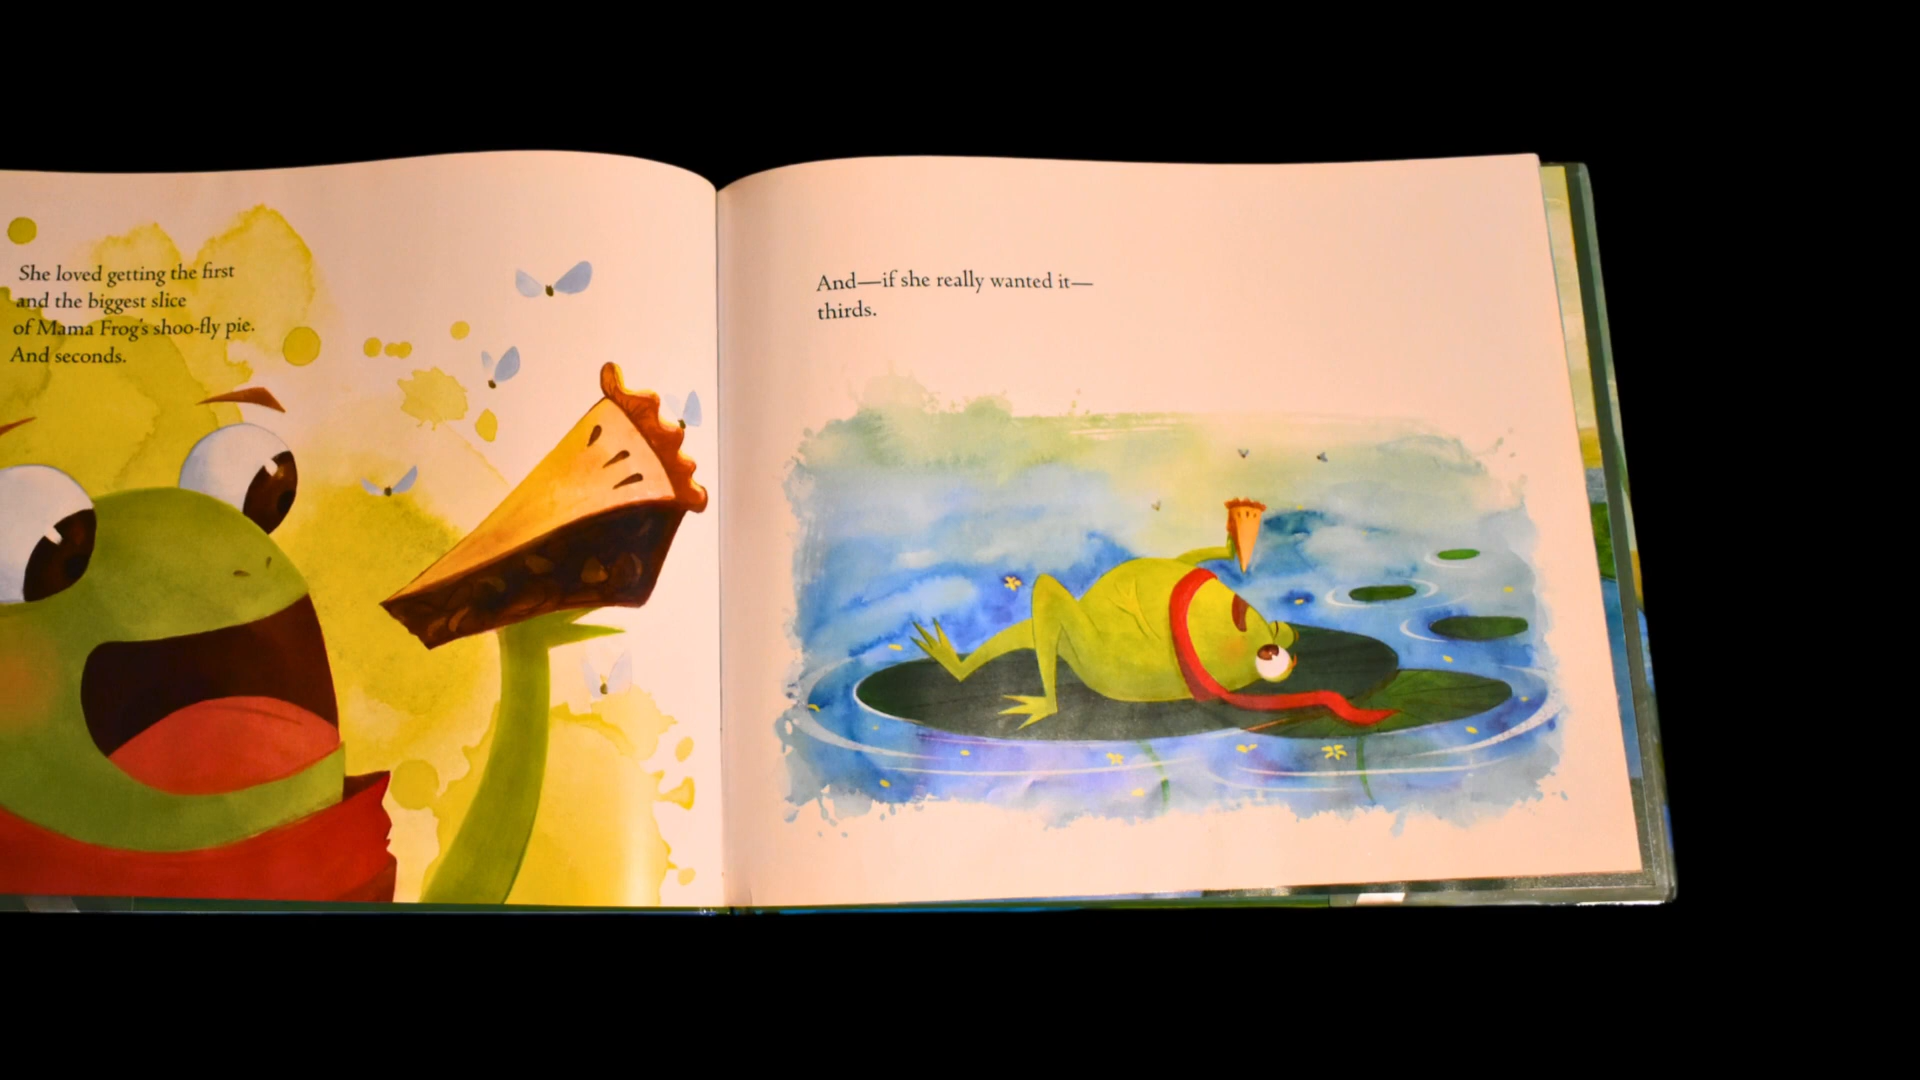 She loved getting the first
and the biggest slice
of Mama Frog's shoo-fly pie.
And seconds.
And—if she really wanted it—
thirds.